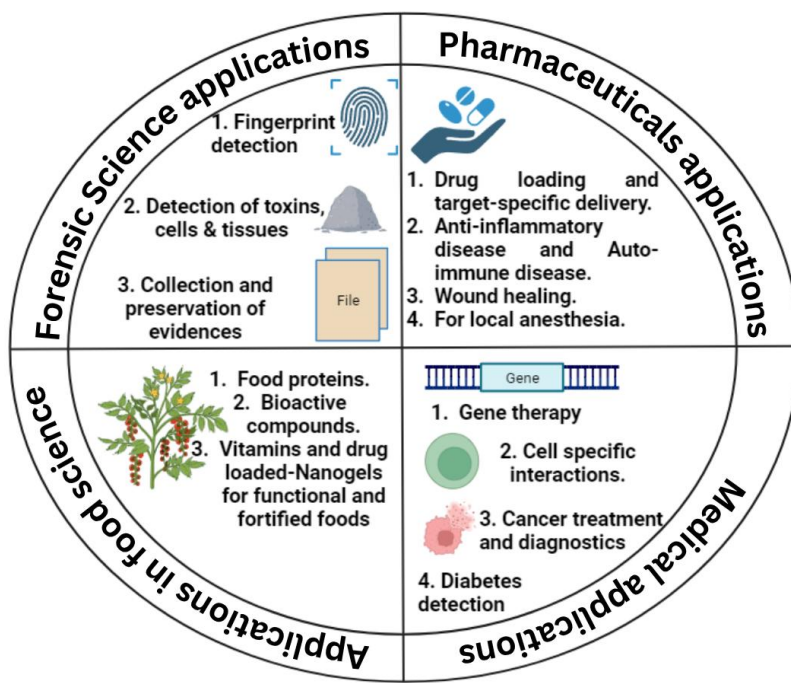 Forensic Science applications
1. Fingerprint
detection
2. Detection of toxins,
cells & tissues
3. Collection and
preservation of
evidences
File
Pharmaceuticals applications
1. Drug loading and
target-specific delivery.
2. Anti-inflammatory
disease and Auto-
immune disease.
3. Wound healing.
4. For local anesthesia.
Applications in food science
1. Food proteins.
2. Bioactive
compounds.
3. Vitamins and drug
loaded-Nanogels
for functional and
fortified foods
Medical applications
Gene
1. Gene therapy
2. Cell specific
interactions.
3. Cancer treatment
and diagnostics
4. Diabetes
detection